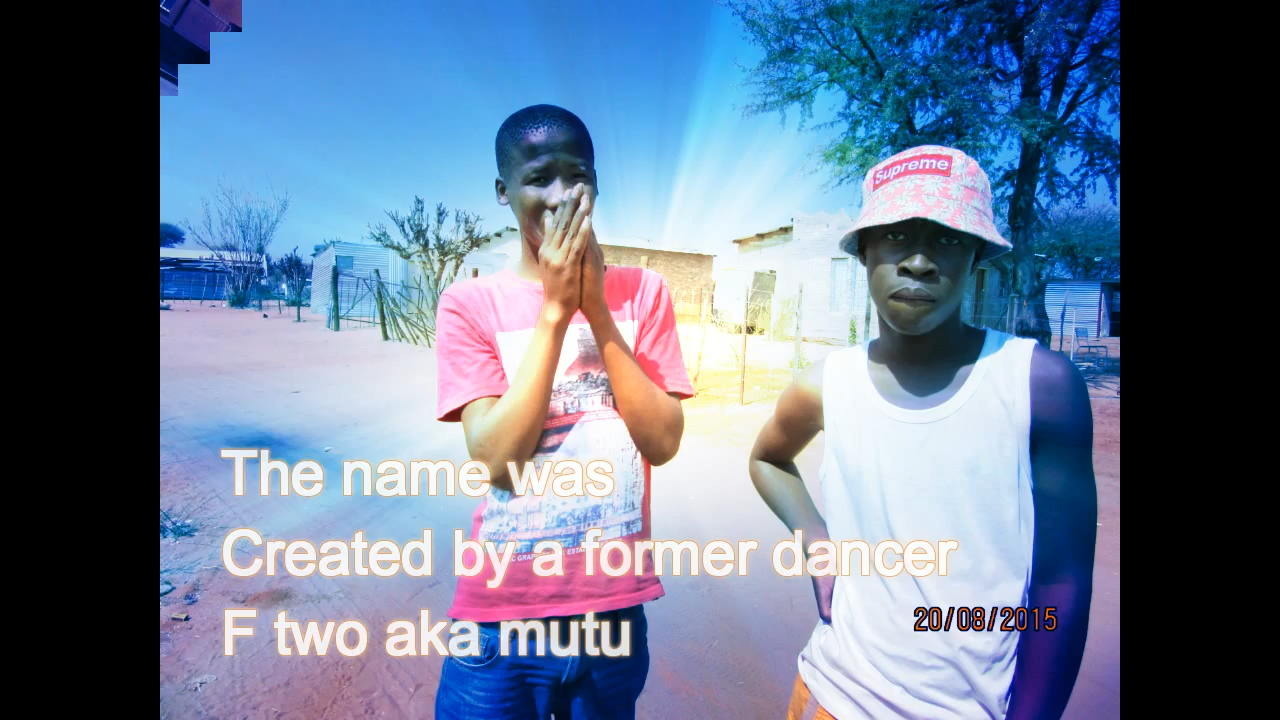 Supreme
The name was
Created by a former dancer
F two aka mutu
20/08/2015